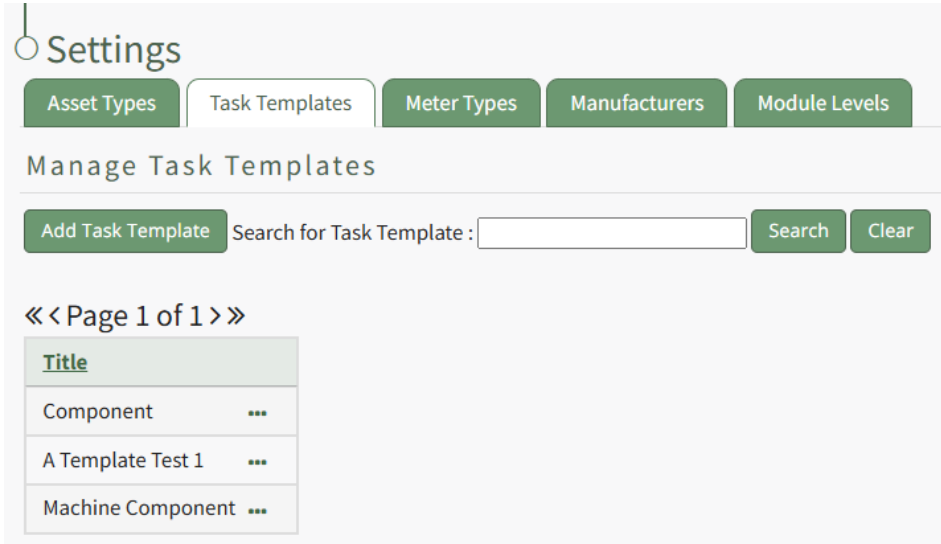 Settings
Asset Types Task Templates Meter Types Manufacturers Module Levels
Manage Task Templates
Add Task Template Search for Task Template : Search Clear
« < Page 1 of 1 > »
Title
Component •••
A Template Test 1 •••
Machine Component •••